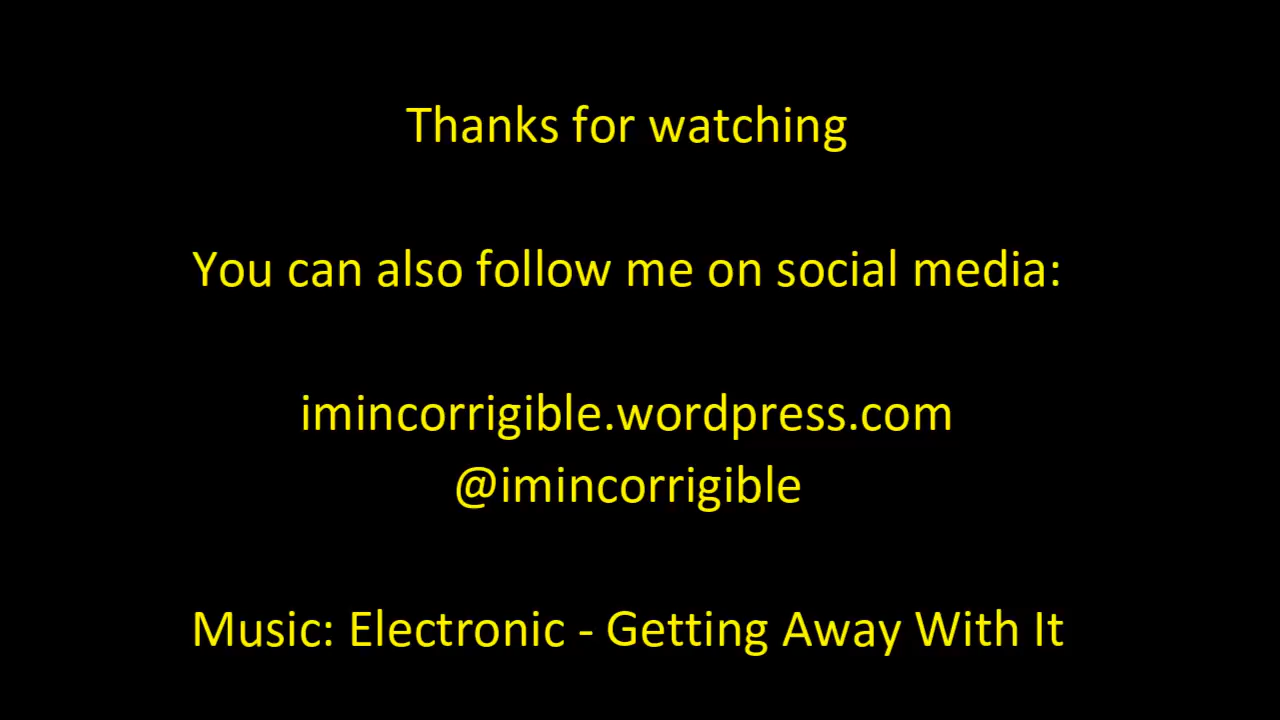 Thanks for watching
You can also follow me on social media:
imincorrigible.wordpress.com
@imincorrigible
Music: Electronic - Getting Away With It